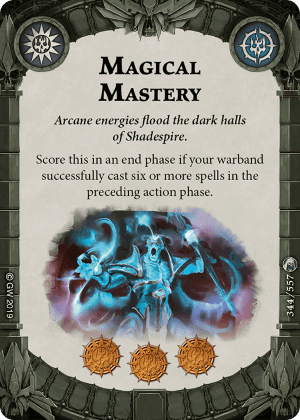 MAGICAL
MASTERY
Arcane energies flood the dark halls
of Shadespire.
Score this in an end phase if your warband
successfully cast six or more spells in the
preceding action phase.
© GW 2019
344/557